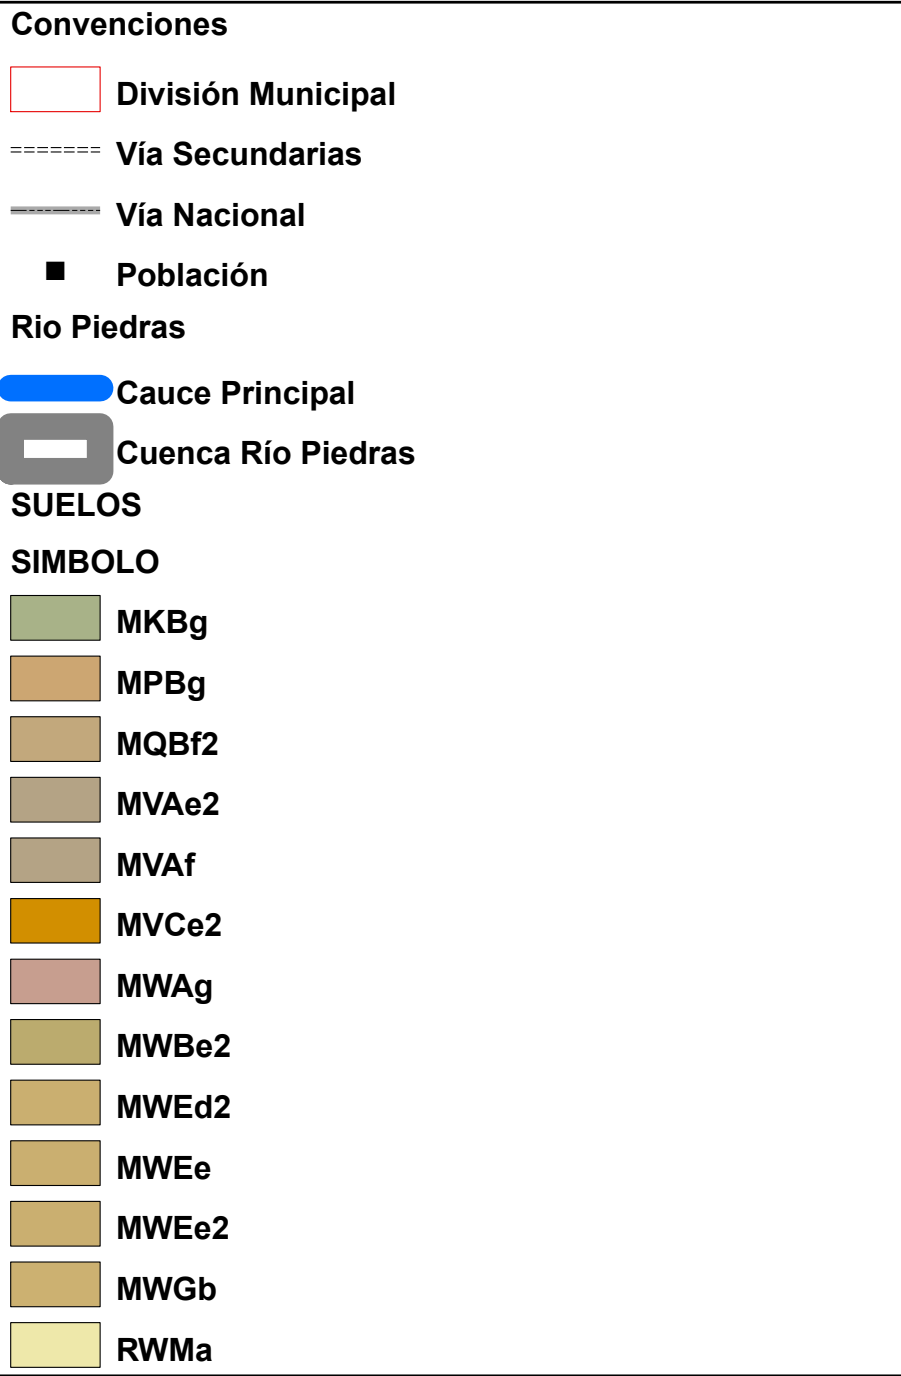 Convenciones
División Municipal
Vía Secundarias
Vía Nacional
Población
Rio Piedras
Cauce Principal
Cuenca Río Piedras
SUELOS
SIMBOLO
MKBg
MPBg
MQBf2
MVAe2
MVAf
MVCe2
MWAg
MWBe2
MWEd2
MWEe
MWEe2
MWGb
RWMa